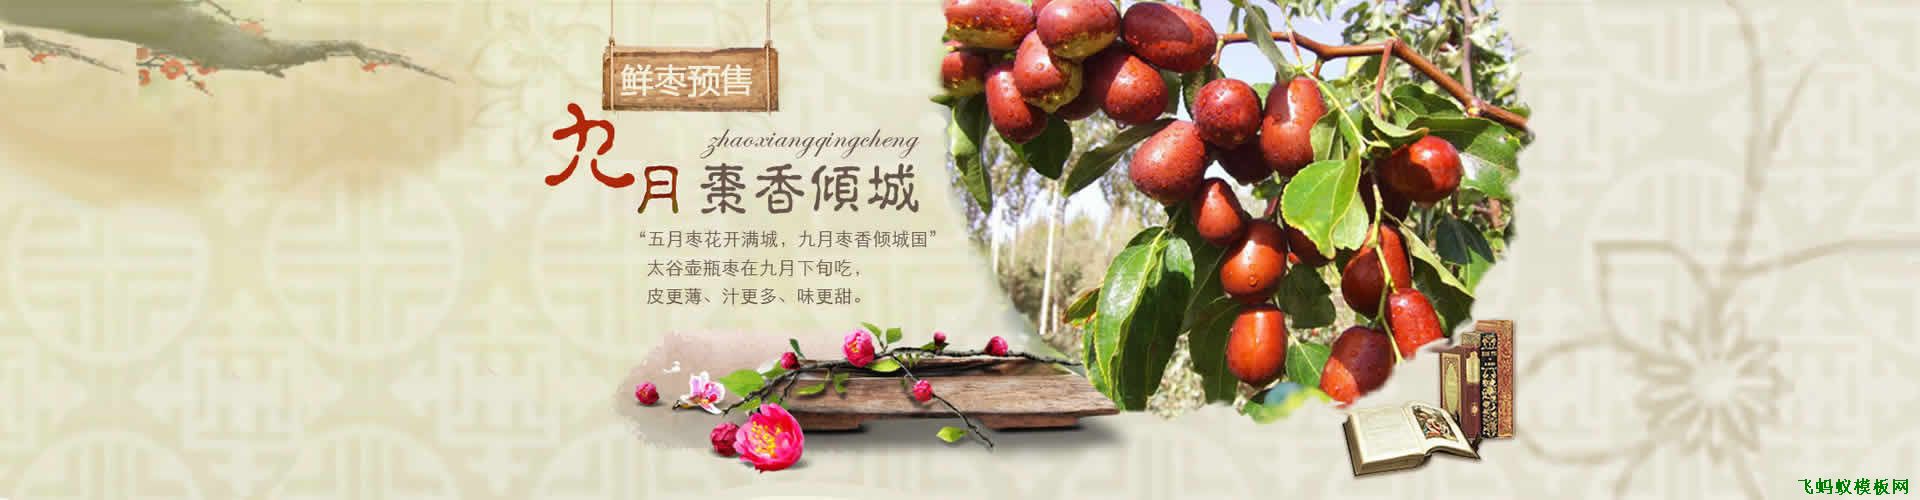 鲜枣预售
zhaoxiangqingcheng
九月棗香傾城
“五月枣花开满城，九月枣香倾城国”
太谷壶瓶枣在九月下旬吃，
皮更薄、汁更多、味更甜。
飞蚂蚁模板网